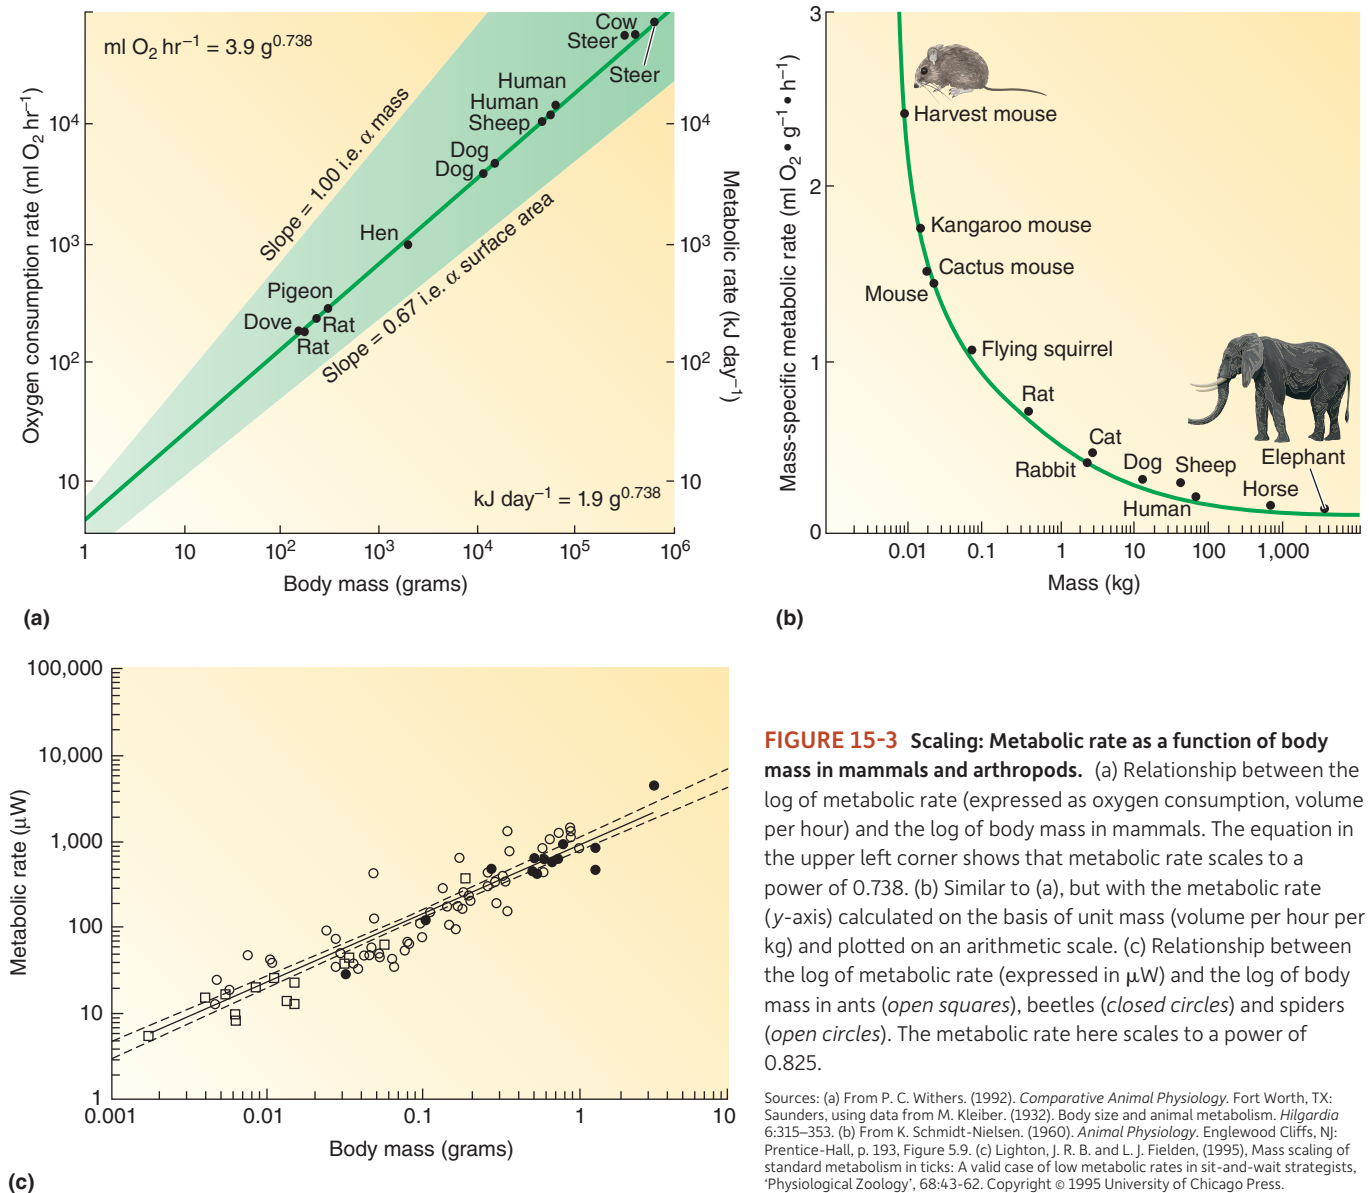 ml O₂ hr⁻¹ = 3.9 g⁰·⁷³⁸
Cow
Steer
Steer
Human
Human
Sheep
Dog
Dog
Hen
Pigeon
Dove
Rat
Rat
Slope = 1.00 i.e. α mass
Slope = 0.67 i.e. α surface area
kJ day⁻¹ = 1.9 g⁰·⁷³⁸
Oxygen consumption rate (ml O₂ hr⁻¹)
10⁴
10³
10²
10
Metabolic rate (kJ day⁻¹)
10⁴
10³
10²
10
1 10 10² 10³ 10⁴ 10⁵ 10⁶
Body mass (grams)
(a)
Mass-specific metabolic rate (ml O₂ • g⁻¹ • h⁻¹)
3
2
1
0
Harvest mouse
Kangaroo mouse
Cactus mouse
Mouse
Flying squirrel
Rat
Cat
Rabbit
Dog
Sheep
Human
Horse
Elephant
0.01 0.1 1 10 100 1,000
Mass (kg)
(b)
Metabolic rate (μW)
100,000
10,000
1,000
100
10
1
0.001 0.01 0.1 1 10
Body mass (grams)
(c)
FIGURE 15-3 Scaling: Metabolic rate as a function of body
mass in mammals and arthropods. (a) Relationship between the
log of metabolic rate (expressed as oxygen consumption, volume
per hour) and the log of body mass in mammals. The equation in
the upper left corner shows that metabolic rate scales to a
power of 0.738. (b) Similar to (a), but with the metabolic rate
(y-axis) calculated on the basis of unit mass (volume per hour per
kg) and plotted on an arithmetic scale. (c) Relationship between
the log of metabolic rate (expressed in μW) and the log of body
mass in ants (open squares), beetles (closed circles) and spiders
(open circles). The metabolic rate here scales to a power of
0.825.
Sources: (a) From P. C. Withers. (1992). Comparative Animal Physiology. Fort Worth, TX:
Saunders, using data from M. Kleiber. (1932). Body size and animal metabolism. Hilgardia
6:315–353. (b) From K. Schmidt-Nielsen. (1960). Animal Physiology. Englewood Cliffs, NJ:
Prentice-Hall, p. 193, Figure 5.9. (c) Lighton, J. R. B. and L. J. Fielden, (1995), Mass scaling of
standard metabolism in ticks: A valid case of low metabolic rates in sit-and-wait strategists,
‘Physiological Zoology’, 68:43-62. Copyright © 1995 University of Chicago Press.